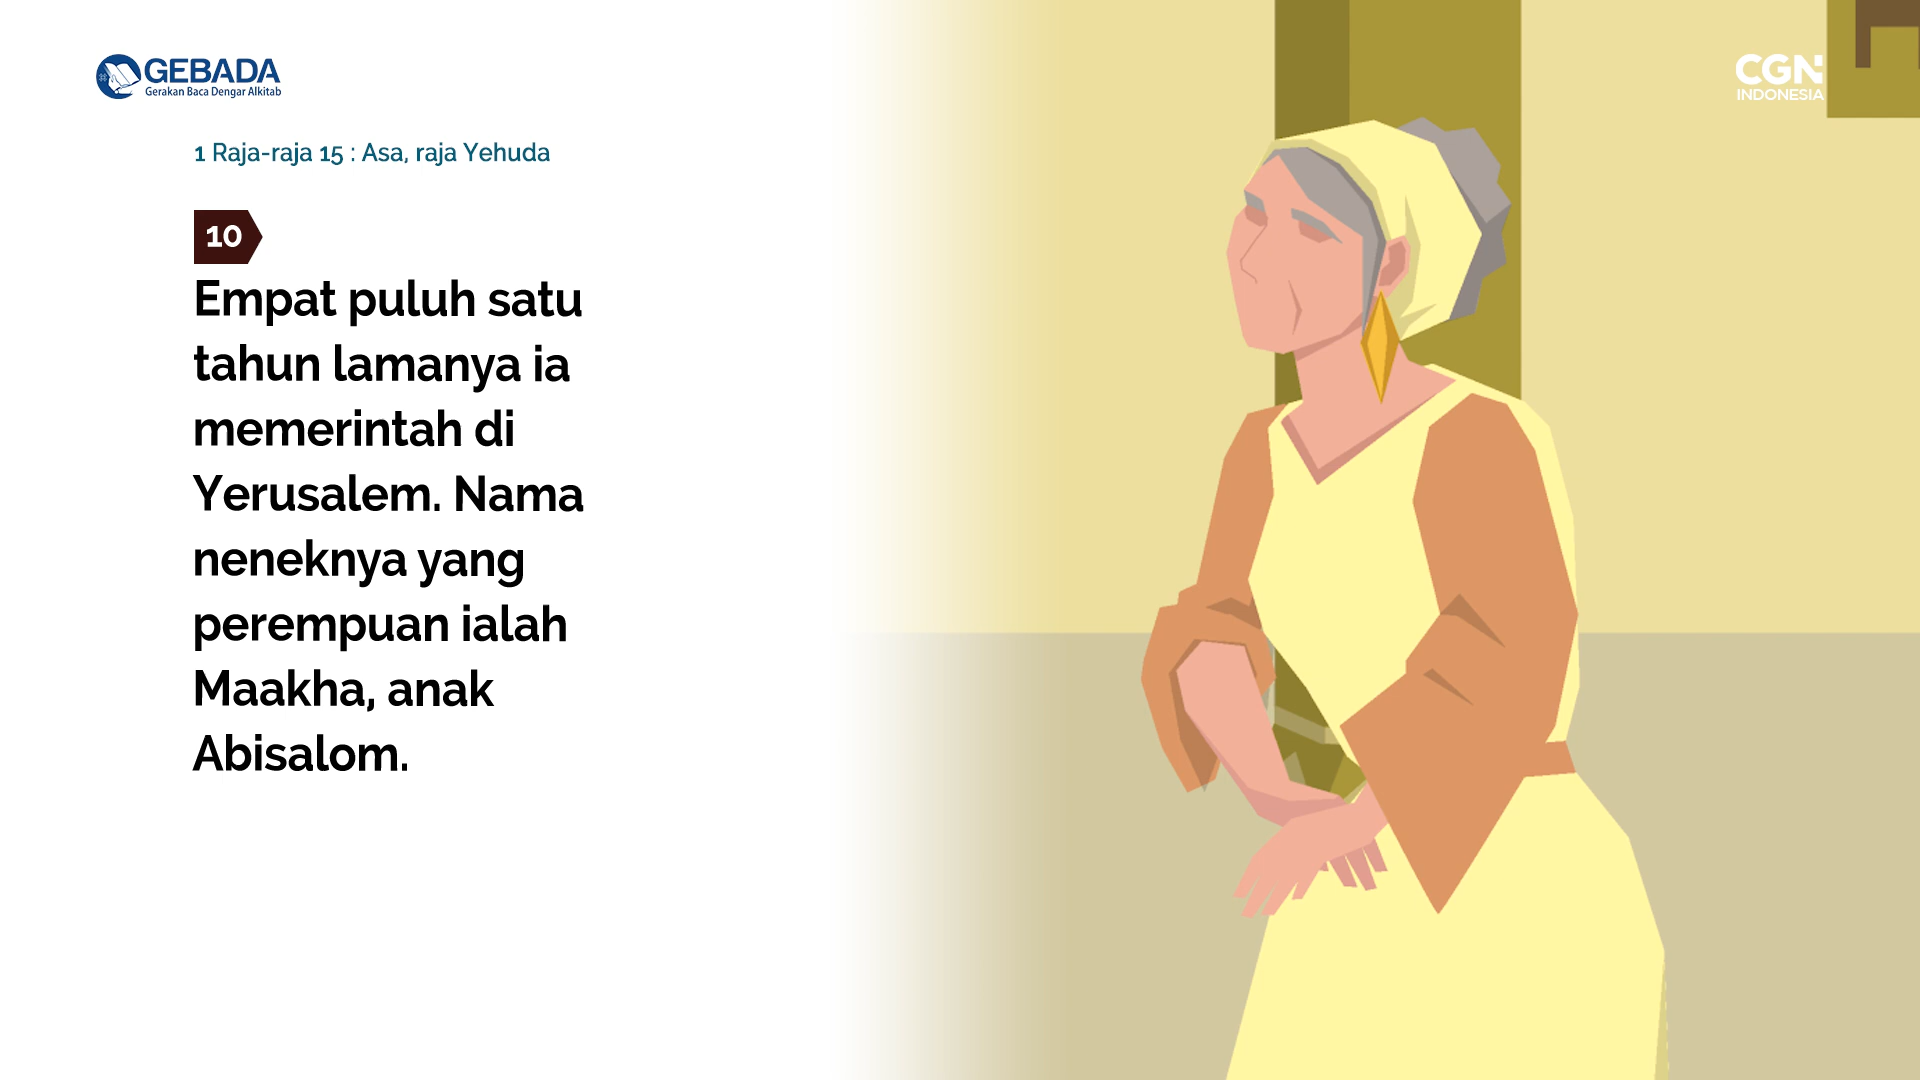 GEBADA
Gerakan Baca Dengar Alkitab
CGN
INDONESIA
1 Raja-raja 15 : Asa, raja Yehuda
10
Empat puluh satu
tahun lamanya ia
memerintah di
Yerusalem. Nama
neneknya yang
perempuan ialah
Maakha, anak
Abisalom.